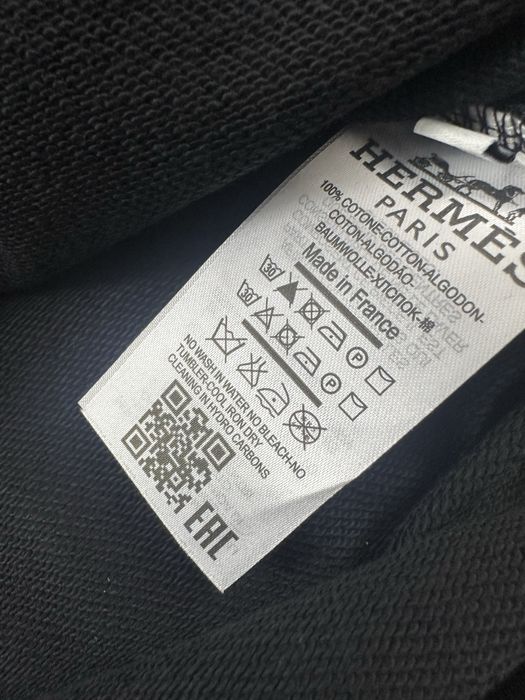 HERMÈS
PARIS
100% COTONE-COTTON-ALGODON-
COTON-ALGODÃO-
BAUMWOLLE-ХЛОПОК-棉
Made in France
30 P
30 P
NO WASH IN WATER NO BLEACH-NO
TUMBLER-COOL IRON DRY
CLEANING IN HYDRO CARBONS
EAC